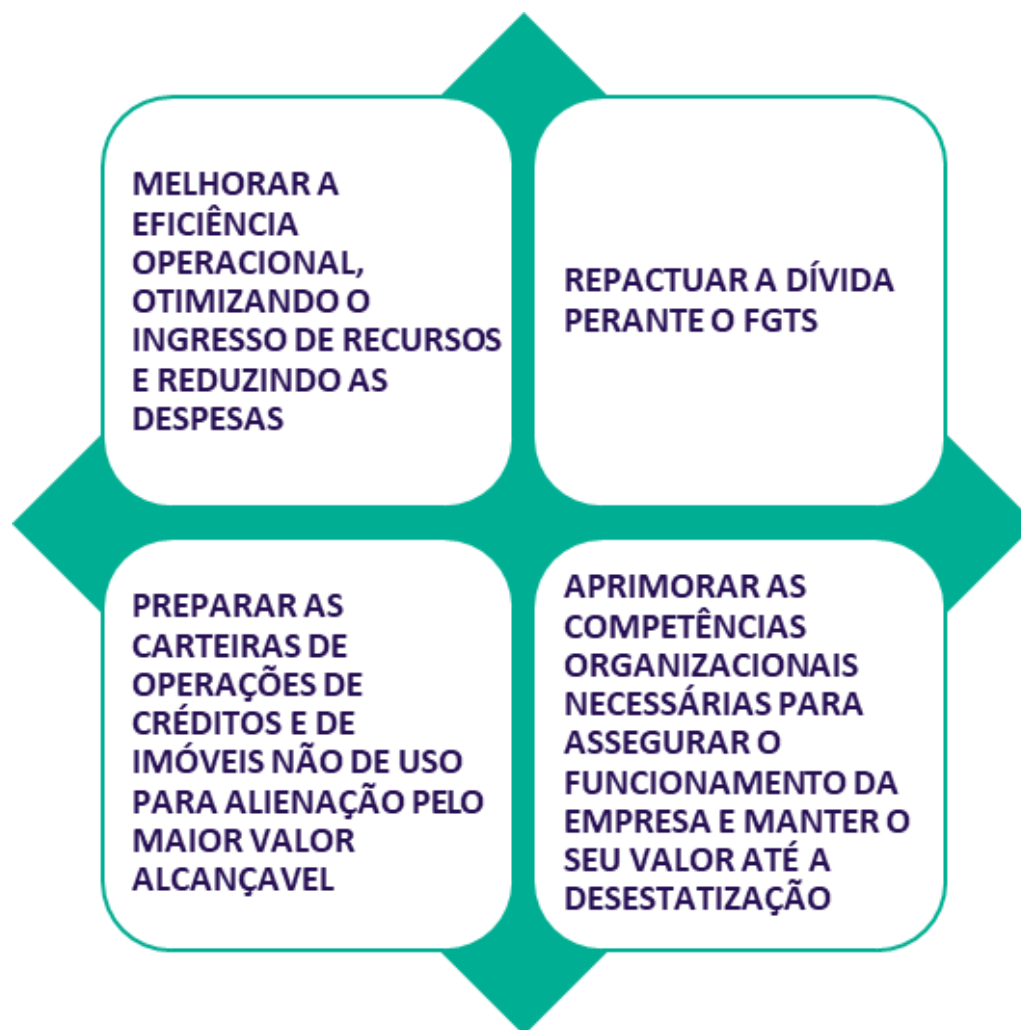 MELHORAR A
EFICIÊNCIA
OPERACIONAL,
OTIMIZANDO O
INGRESSO DE RECURSOS
E REDUZINDO AS
DESPESAS
REPACTUAR A DÍVIDA
PERANTE O FGTS
PREPARAR AS
CARTEIRAS DE
OPERAÇÕES DE
CRÉDITOS E DE
IMÓVEIS NÃO DE USO
PARA ALIENAÇÃO PELO
MAIOR VALOR
ALCANÇAVEL
APRIMORAR AS
COMPETÊNCIAS
ORGANIZACIONAIS
NECESSÁRIAS PARA
ASSEGURAR O
FUNCIONAMENTO DA
EMPRESA E MANTER O
SEU VALOR ATÉ A
DESESTATIZAÇÃO